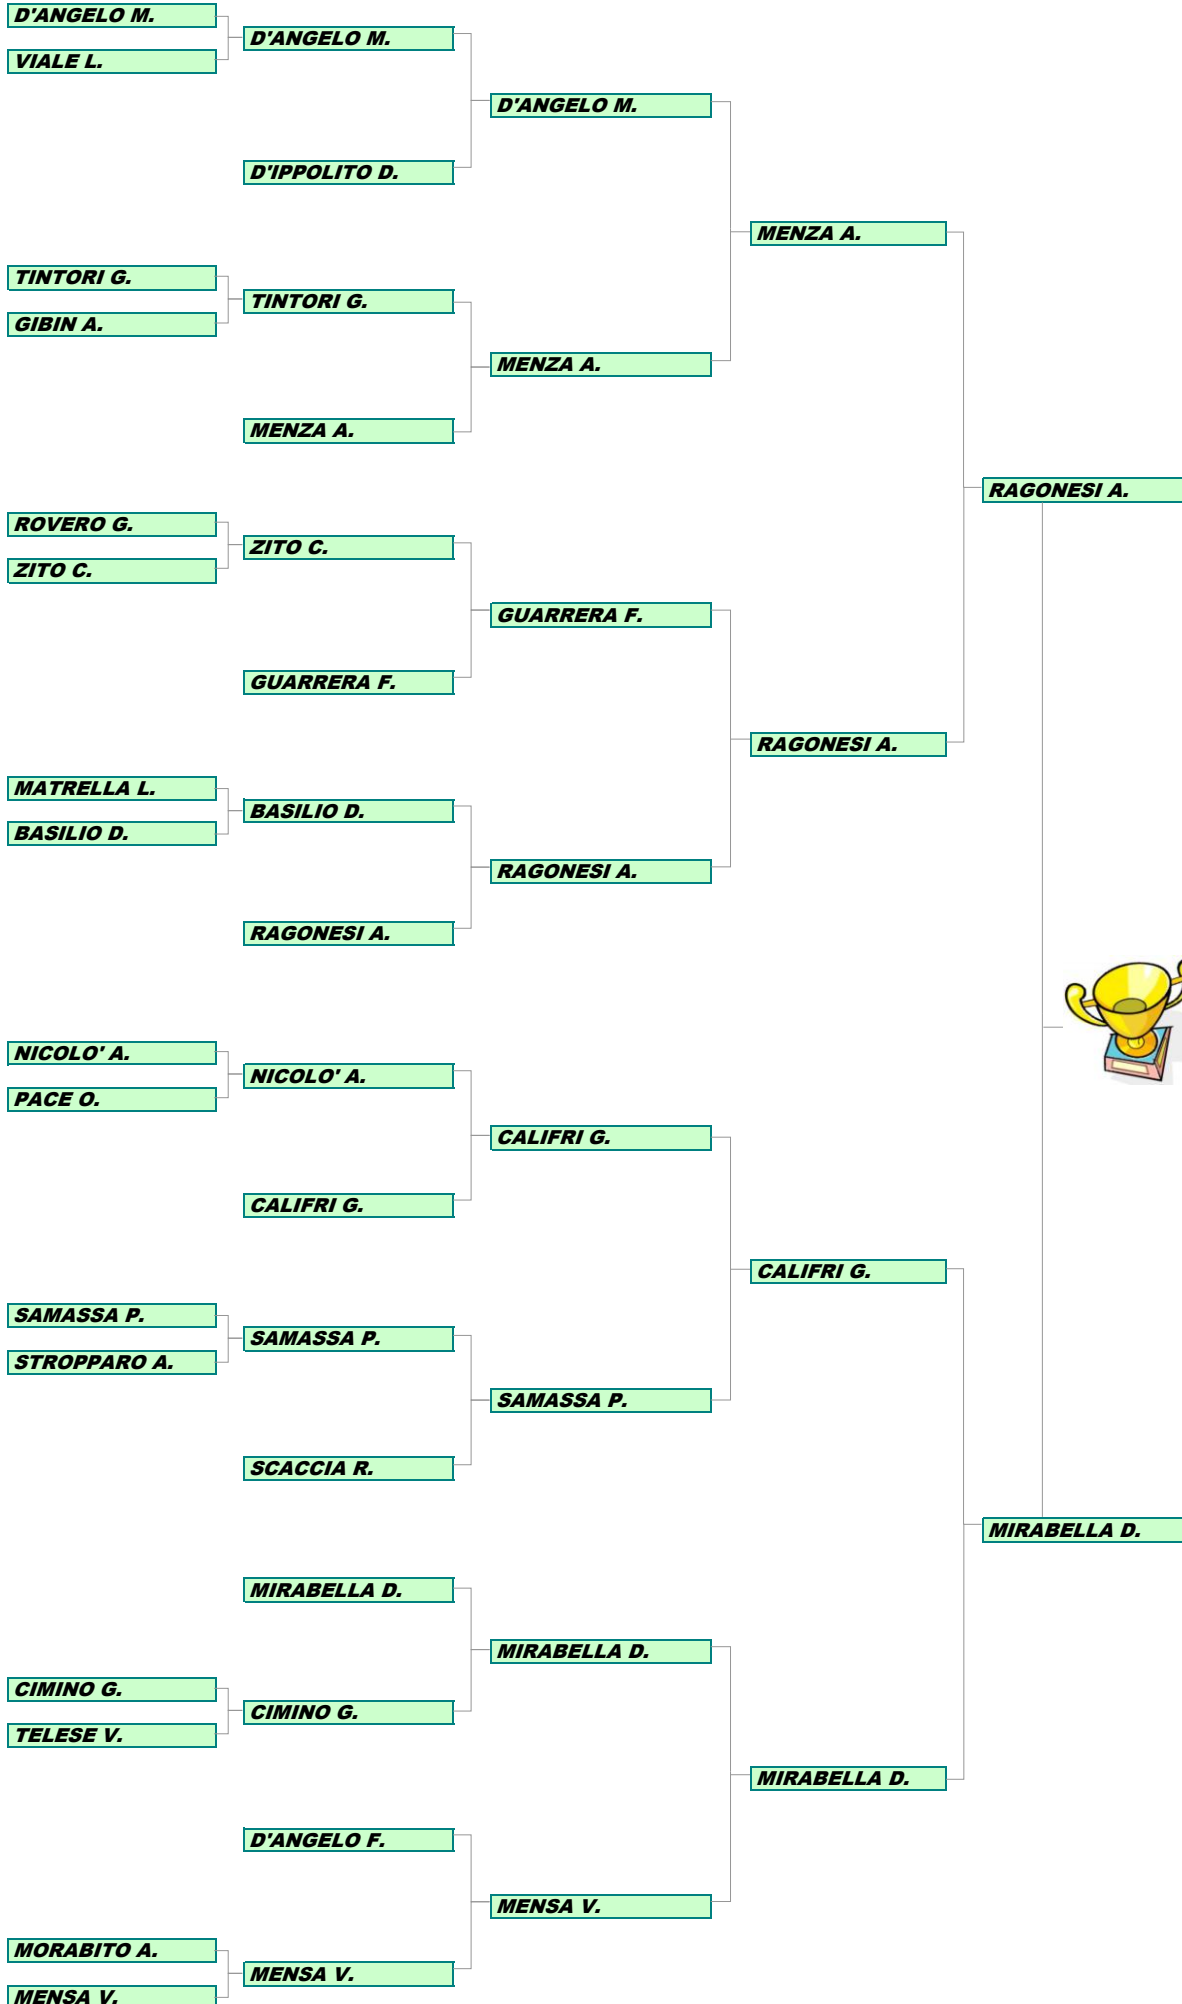 D'ANGELO M.
D'ANGELO M.
VIALE L.
D'ANGELO M.
D'IPPOLITO D.
MENZA A.
TINTORI G.
TINTORI G.
GIBIN A.
MENZA A.
MENZA A.
RAGONESI A.
ROVERO G.
ZITO C.
ZITO C.
GUARRERA F.
GUARRERA F.
RAGONESI A.
MATRELLA L.
BASILIO D.
BASILIO D.
RAGONESI A.
RAGONESI A.
NICOLO' A.
NICOLO' A.
PACE O.
CALIFRI G.
CALIFRI G.
CALIFRI G.
SAMASSA P.
SAMASSA P.
STROPPARO A.
SAMASSA P.
SCACCIA R.
MIRABELLA D.
MIRABELLA D.
MIRABELLA D.
CIMINO G.
CIMINO G.
TELESE V.
MIRABELLA D.
D'ANGELO F.
MENSA V.
MORABITO A.
MENSA V.
MENSA V.